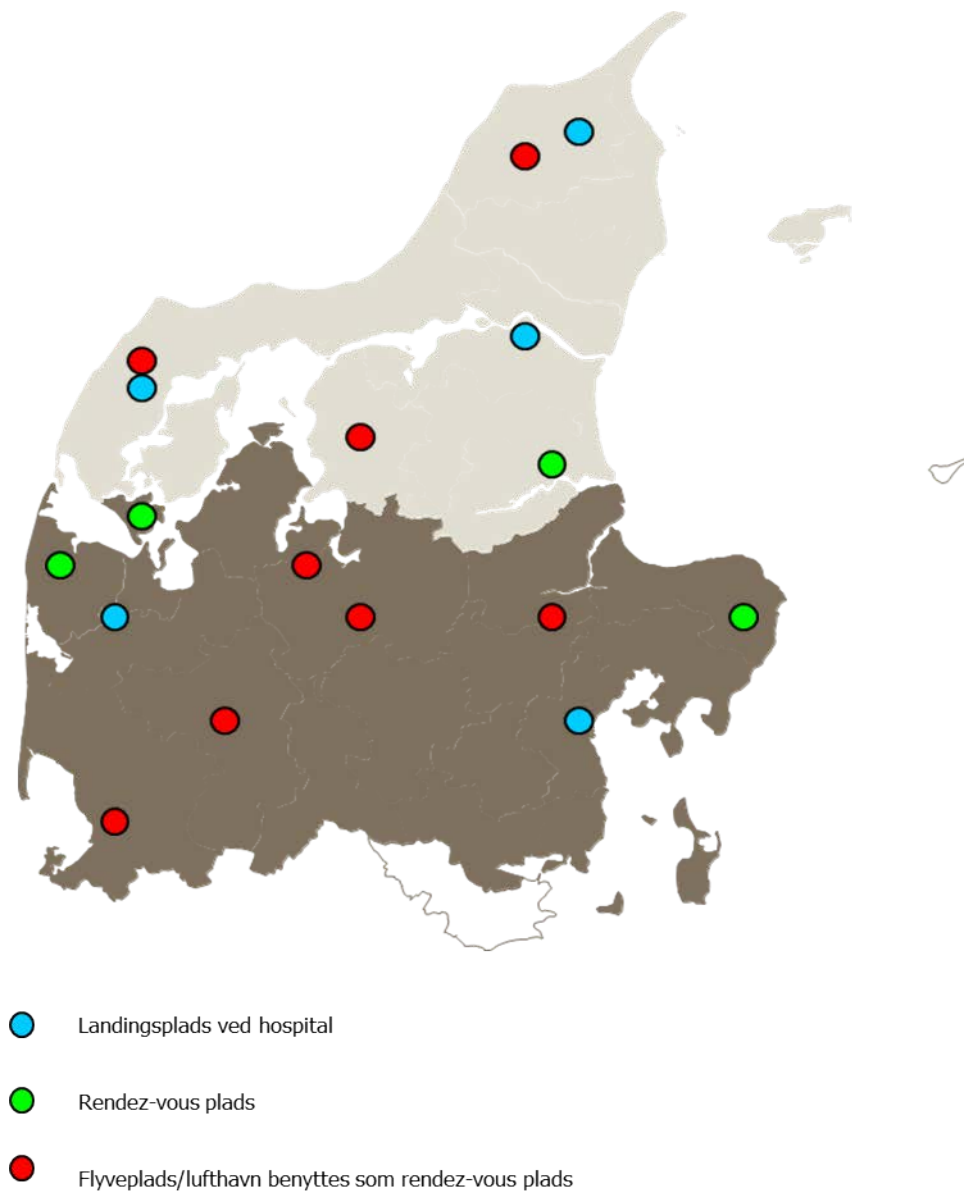 Landingsplads ved hospital
Rendez-vous plads
Flyveplads/lufthavn benyttes som rendez-vous plads